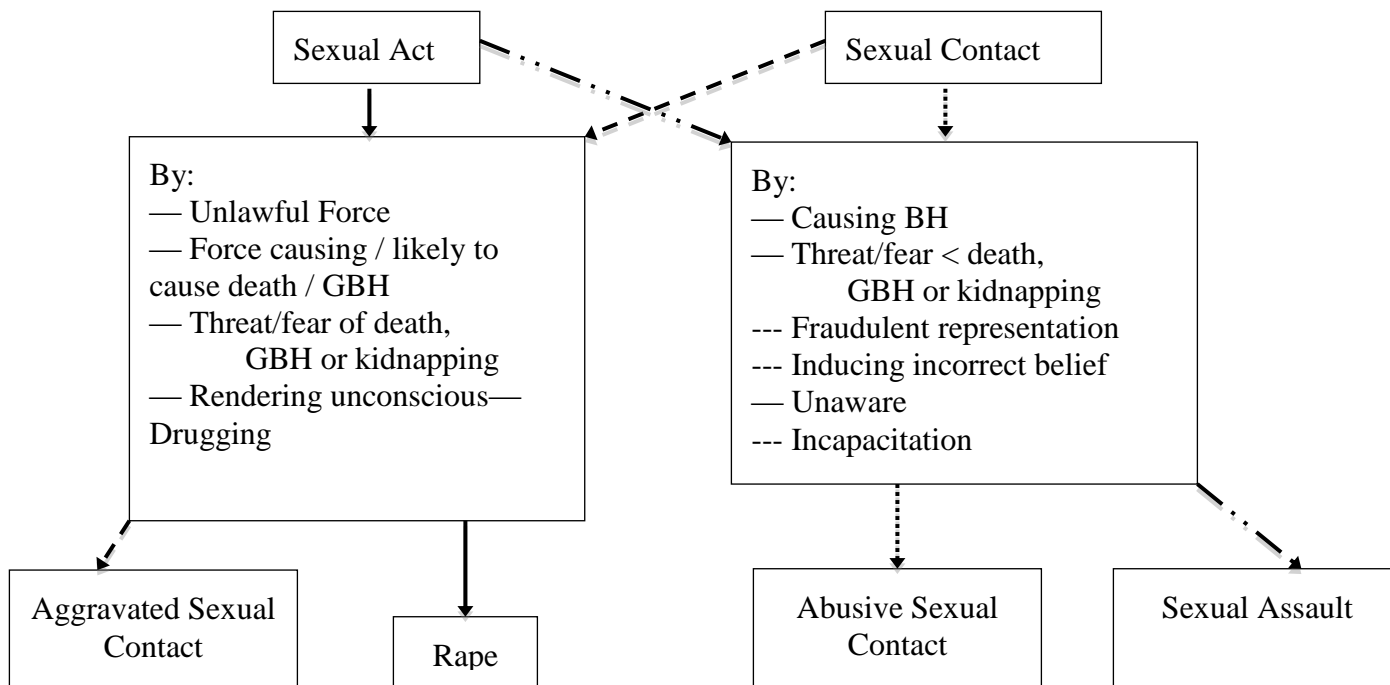 Sexual Act
Sexual Contact
By:
— Unlawful Force
— Force causing / likely to
cause death / GBH
— Threat/fear of death,
GBH or kidnapping
— Rendering unconscious—
Drugging
By:
— Causing BH
— Threat/fear < death,
GBH or kidnapping
--- Fraudulent representation
--- Inducing incorrect belief
— Unaware
--- Incapacitation
Aggravated Sexual
Contact
Rape
Abusive Sexual
Contact
Sexual Assault